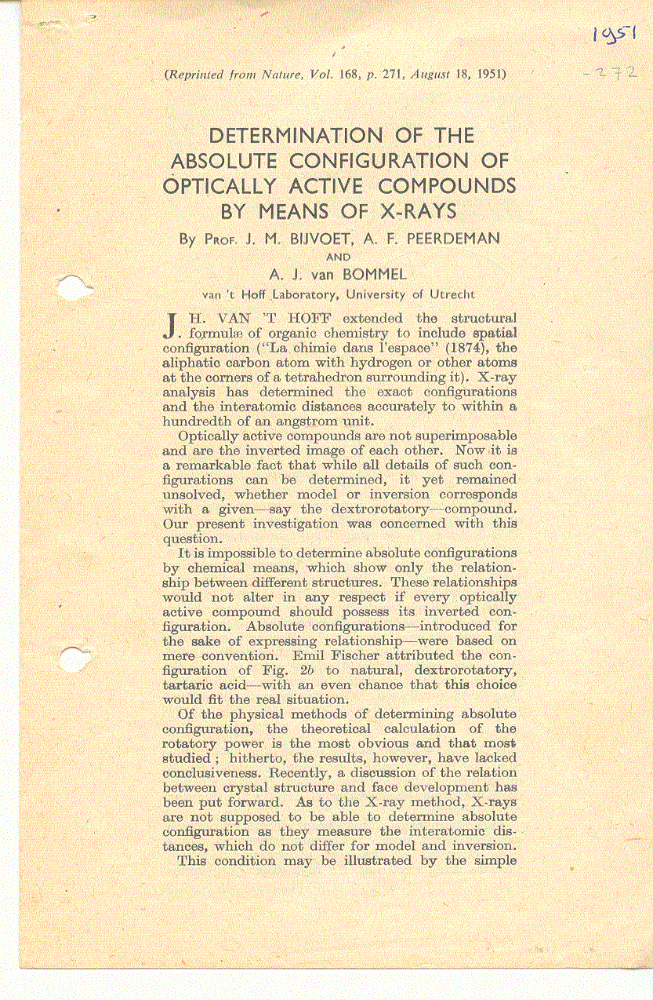 1951
(Reprinted from Nature, Vol. 168, p. 271, August 18, 1951)
-272
DETERMINATION OF THE
ABSOLUTE CONFIGURATION OF
OPTICALLY ACTIVE COMPOUNDS
BY MEANS OF X-RAYS
By PROF. J. M. BIJVOET, A. F. PEERDEMAN
AND
A. J. van BOMMEL
van 't Hoff Laboratory, University of Utrecht
J. H. VAN 'T HOFF extended the structural
formulæ of organic chemistry to include spatial
configuration (“La chimie dans l'espace” (1874), the
aliphatic carbon atom with hydrogen or other atoms
at the corners of a tetrahedron surrounding it). X-ray
analysis has determined the exact configurations
and the interatomic distances accurately to within a
hundredth of an angstrom unit.
Optically active compounds are not superimposable
and are the inverted image of each other. Now it is
a remarkable fact that while all details of such con-
figurations can be determined, it yet remained
unsolved, whether model or inversion corresponds
with a given—say the dextrorotatory—compound.
Our present investigation was concerned with this
question.
It is impossible to determine absolute configurations
by chemical means, which show only the relation-
ship between different structures. These relationships
would not alter in any respect if every optically
active compound should possess its inverted con-
figuration. Absolute configurations—introduced for
the sake of expressing relationship—were based on
mere convention. Emil Fischer attributed the con-
figuration of Fig. 2b to natural, dextrorotatory,
tartaric acid—with an even chance that this choice
would fit the real situation.
Of the physical methods of determining absolute
configuration, the theoretical calculation of the
rotatory power is the most obvious and that most
studied ; hitherto, the results, however, have lacked
conclusiveness. Recently, a discussion of the relation
between crystal structure and face development has
been put forward. As to the X-ray method, X-rays
are not supposed to be able to determine absolute
configuration as they measure the interatomic dis-
tances, which do not differ for model and inversion.
This condition may be illustrated by the simple